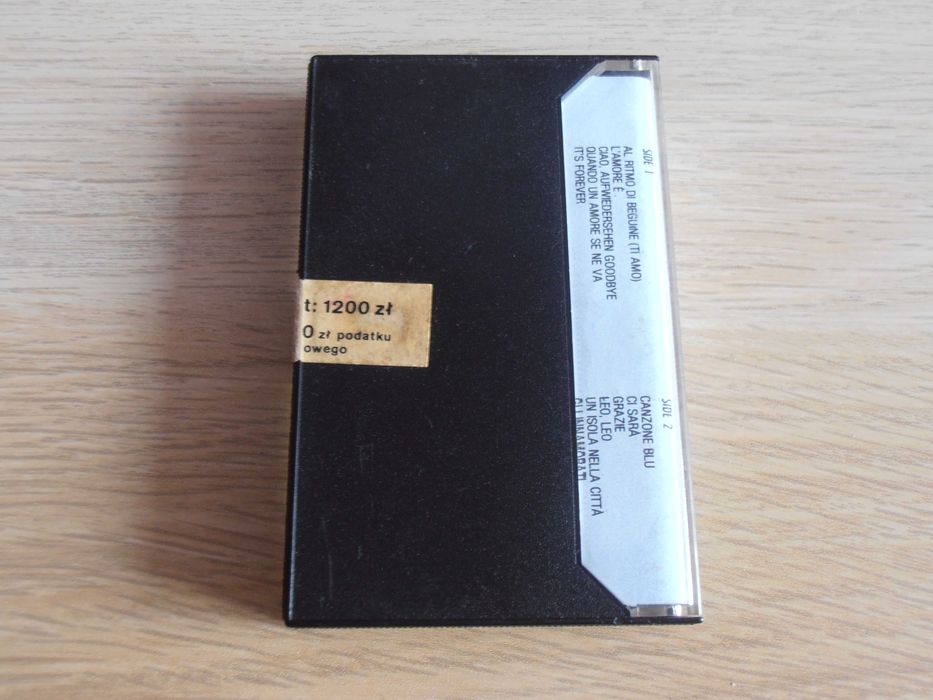 t: 1200 zł
0 zł podatku
owego
SIDE 1
AL RITMO DI BEGUINE (TI AMO)
L'AMORE È
CIAO, AUFWIEDERSEHEN GOODBYE
QUANDO UN AMORE SE NE VA
IT'S FOREVER
SIDE 2
CANZONE BLU
CI SARÀ
GRAZIE
LEO, LEO
UN ISOLA NELLA CITTÀ
GLI INNAMORATI